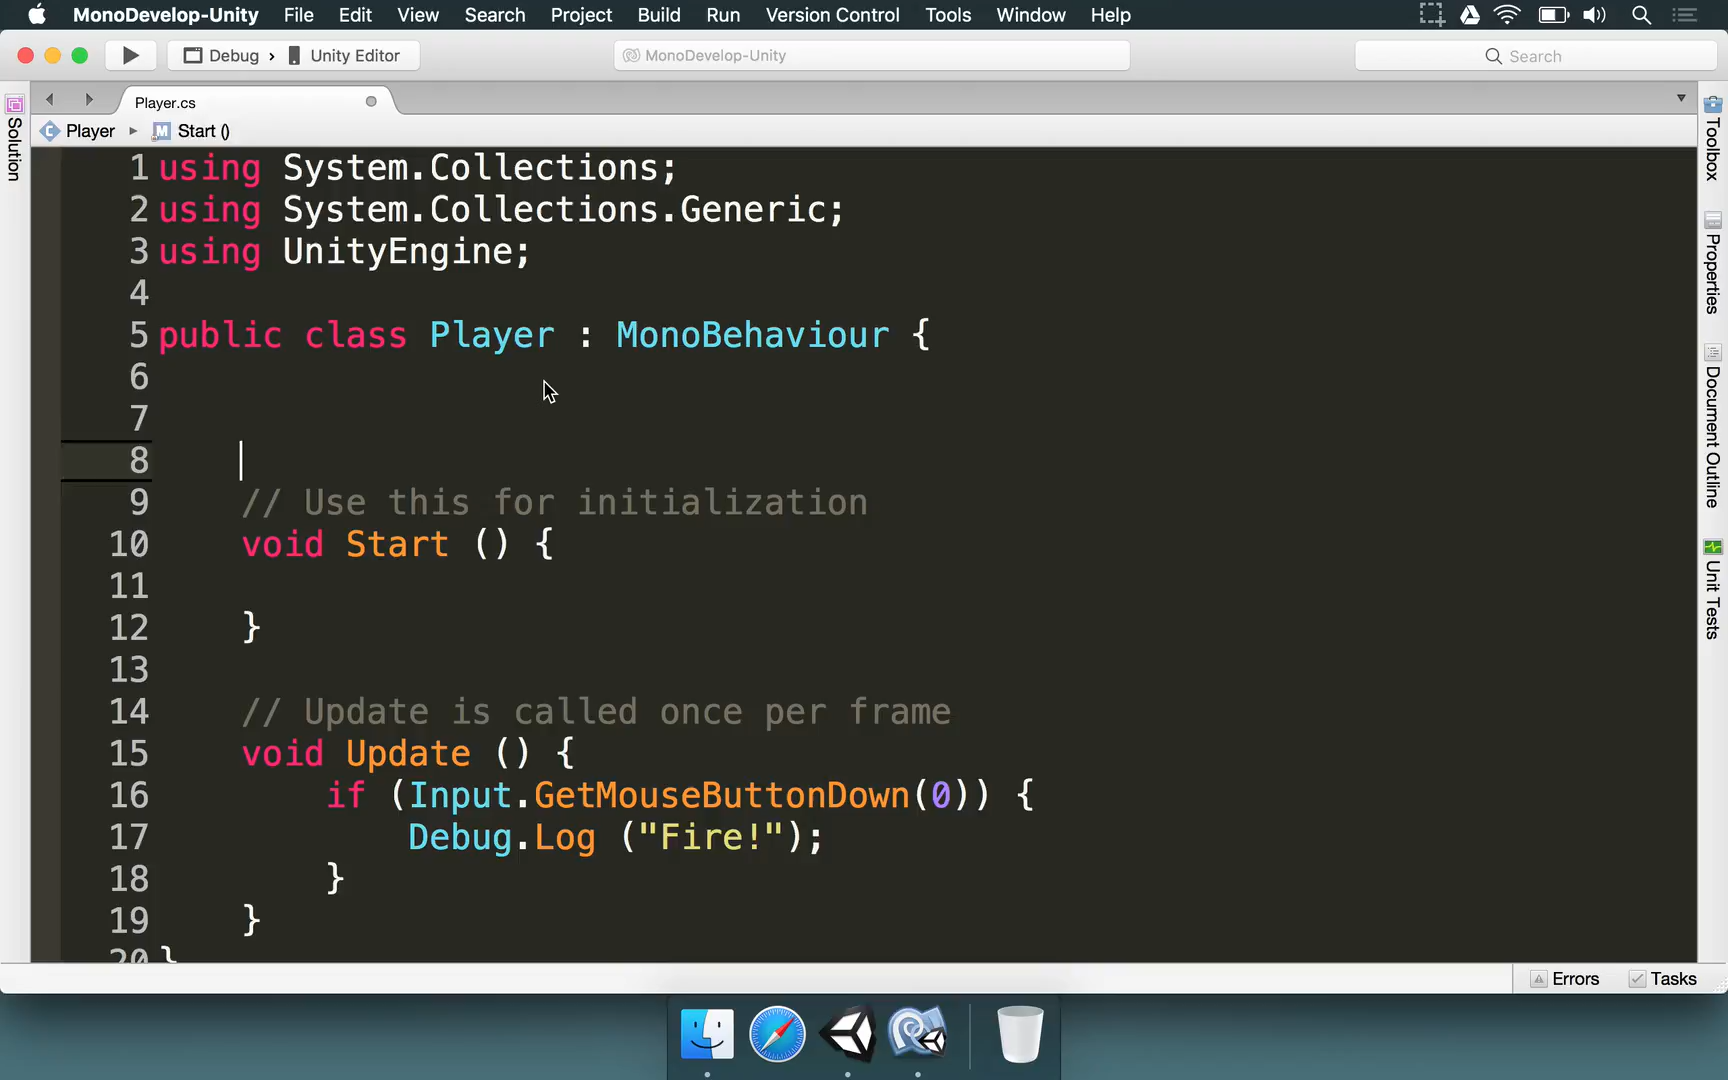 MonoDevelop-Unity File Edit View Search Project Build Run Version Control Tools Window Help
Debug › Unity Editor MonoDevelop-Unity Search
Player.cs
Player ▸ M Start ()
Solution
1 using System.Collections;
2 using System.Collections.Generic;
3 using UnityEngine;
4
5 public class Player : MonoBehaviour {
6
7
8
9 // Use this for initialization
10 void Start () {
11
12 }
13
14 // Update is called once per frame
15 void Update () {
16 if (Input.GetMouseButtonDown(0)) {
17 Debug.Log ("Fire!");
18 }
19 }
20 }
Toolbox
Properties
Document Outline
Unit Tests
Errors Tasks